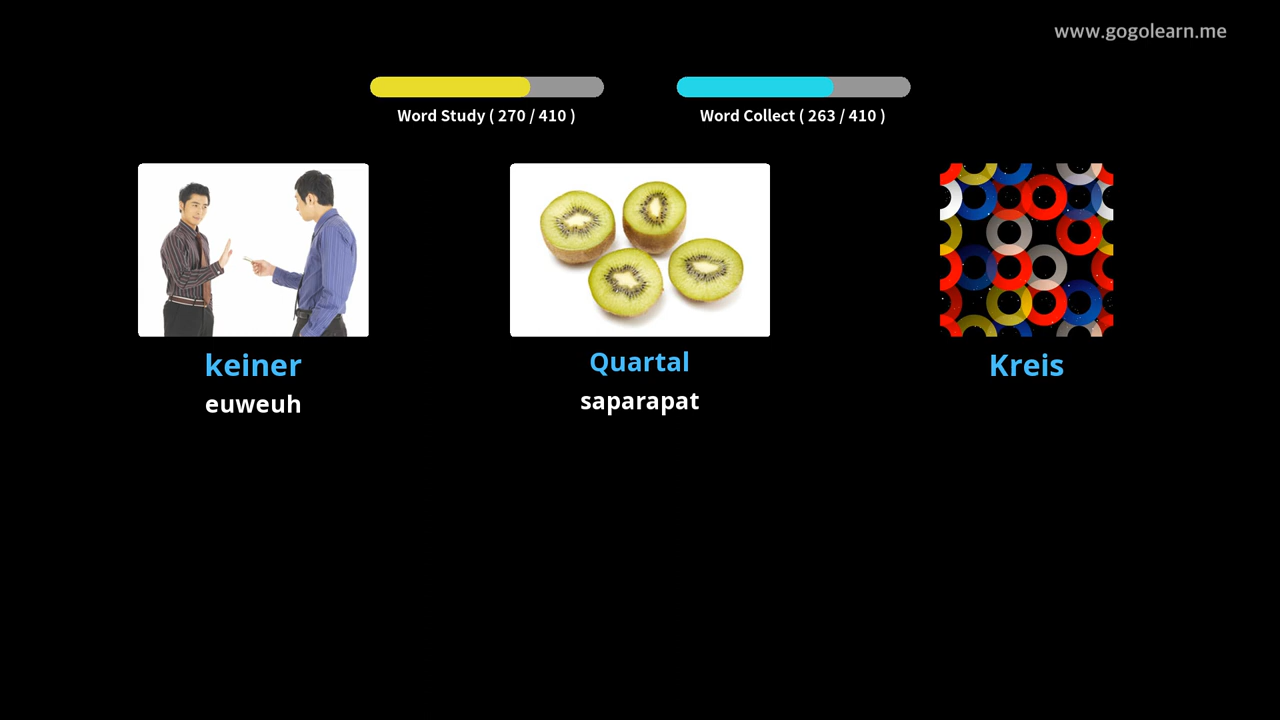 www.gogolearn.me
Word Study ( 270 / 410 )
Word Collect ( 263 / 410 )
keiner
euweuh
Quartal
saparapat
Kreis